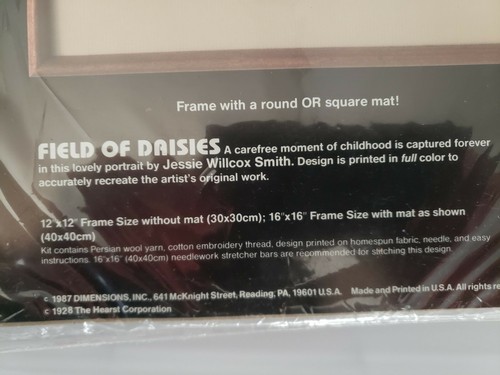 Frame with a round OR square mat!
FIELD OF DAISIES A carefree moment of childhood is captured forever
in this lovely portrait by Jessie Willcox Smith. Design is printed in full color to
accurately recreate the artist's original work.
12"x12" Frame Size without mat (30x30cm); 16"x16" Frame Size with mat as shown
(40x40cm)
Kit contains Persian wool yarn, cotton embroidery thread, design printed on homespun fabric, needle, and easy
instructions. 16"x16" (40x40cm) needlework stretcher bars are recommended for stitching this design.
c 1987 DIMENSIONS, INC., 641 McKnight Street, Reading, PA, 19601 U.S.A. Made and Printed in U.S.A. All rights re
c 1928 The Hearst Corporation